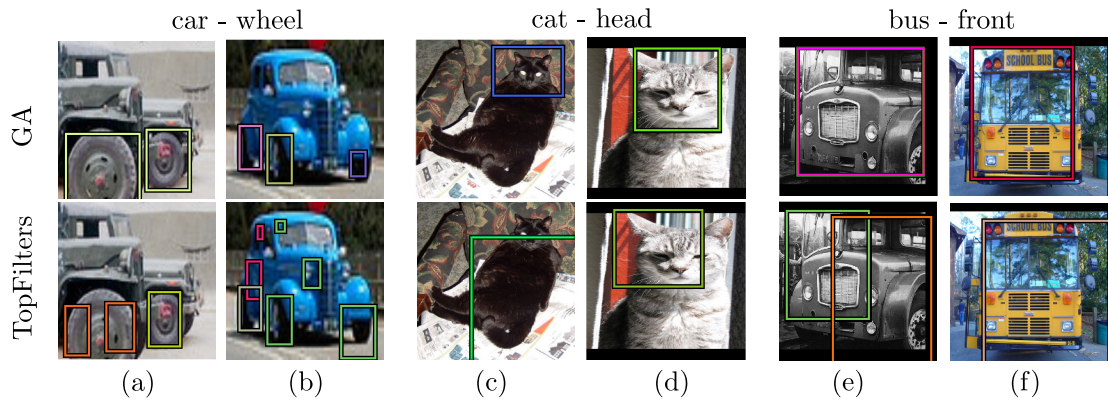 car - wheel
cat - head
bus - front
GA
SCHOOL BUS
TopFilters
SCHOOL BUS
(a)
(b)
(c)
(d)
(e)
(f)